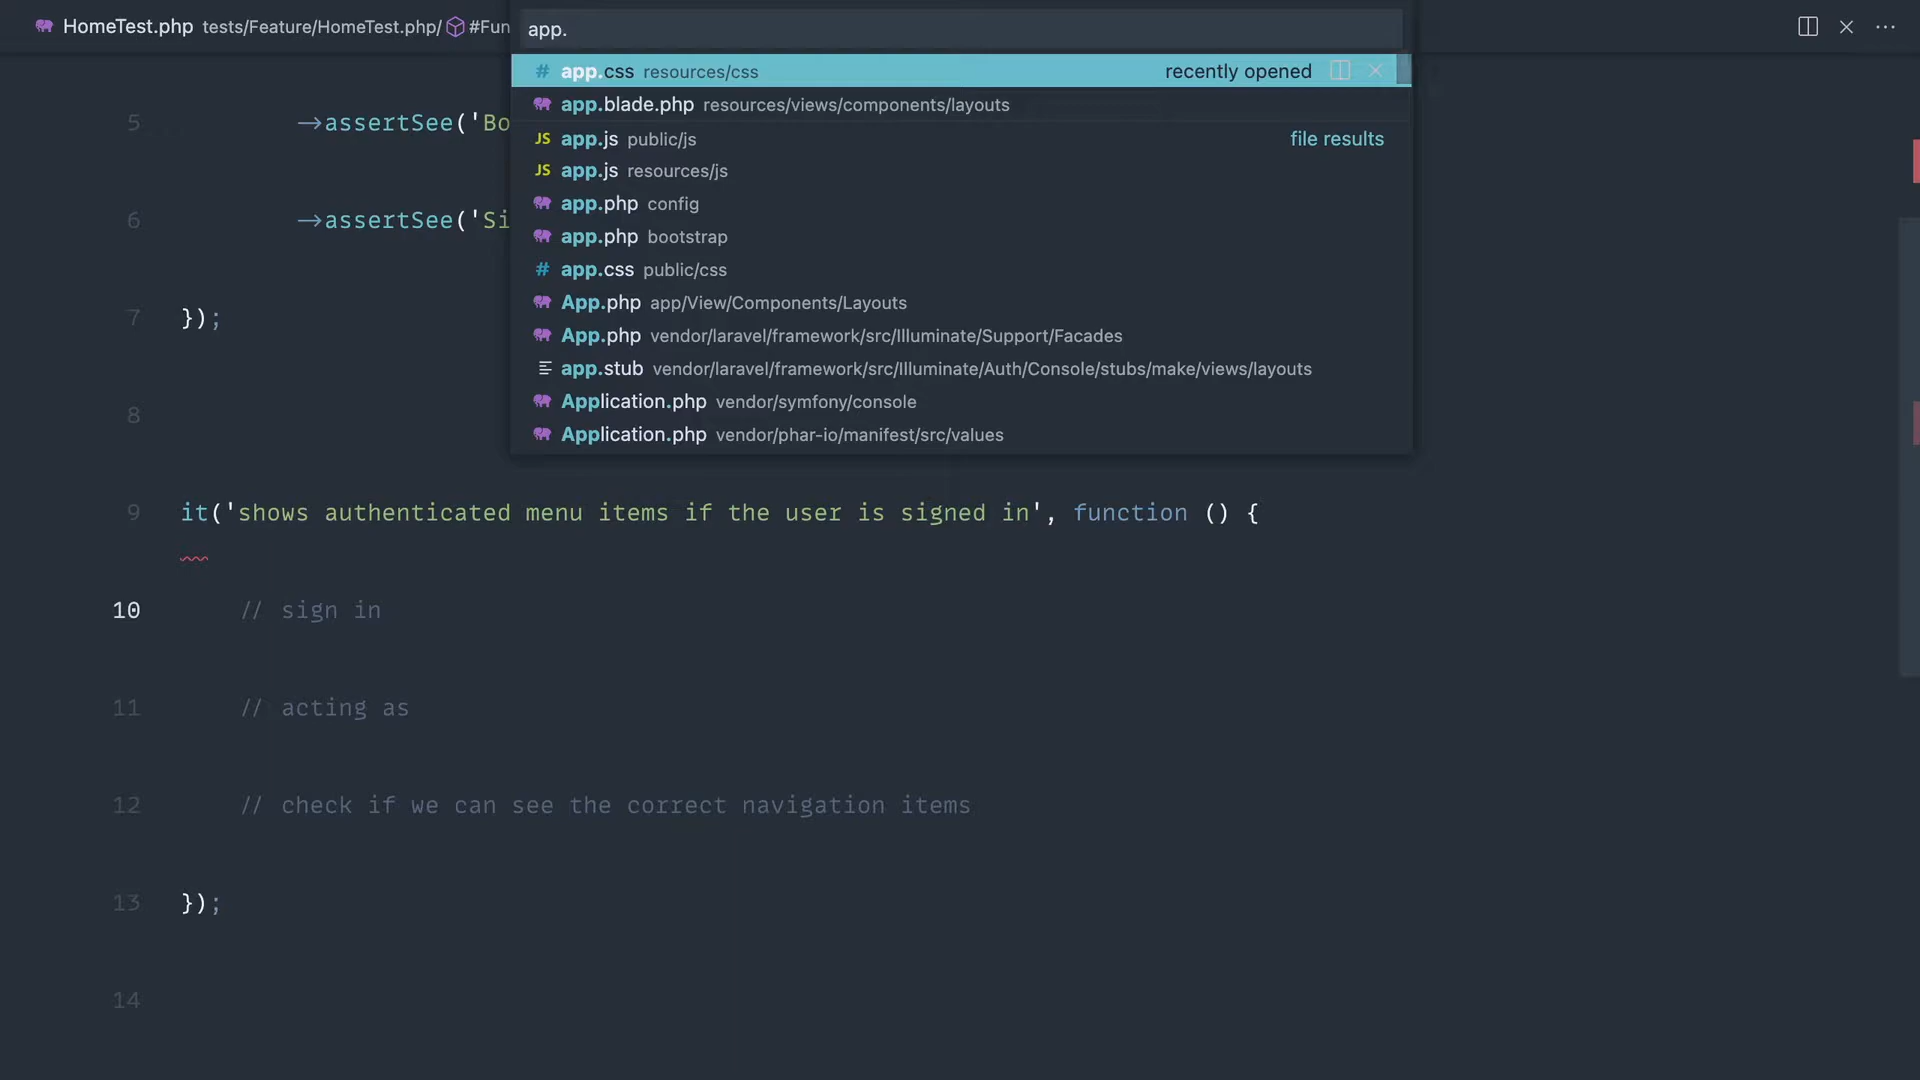 HomeTest.php tests/Feature/HomeTest.php/ #Fun
app.
app.css resources/css recently opened
app.blade.php resources/views/components/layouts
JS app.js public/js file results
JS app.js resources/js
app.php config
app.php bootstrap
# app.css public/css
App.php app/View/Components/Layouts
App.php vendor/laravel/framework/src/Illuminate/Support/Facades
app.stub vendor/laravel/framework/src/Illuminate/Auth/Console/stubs/make/views/layouts
Application.php vendor/symfony/console
Application.php vendor/phar-io/manifest/src/values
5 ->assertSee('Bo
6 ->assertSee('Si
7 });
8
9 it('shows authenticated menu items if the user is signed in', function () {
10 // sign in
11 // acting as
12 // check if we can see the correct navigation items
13 });
14